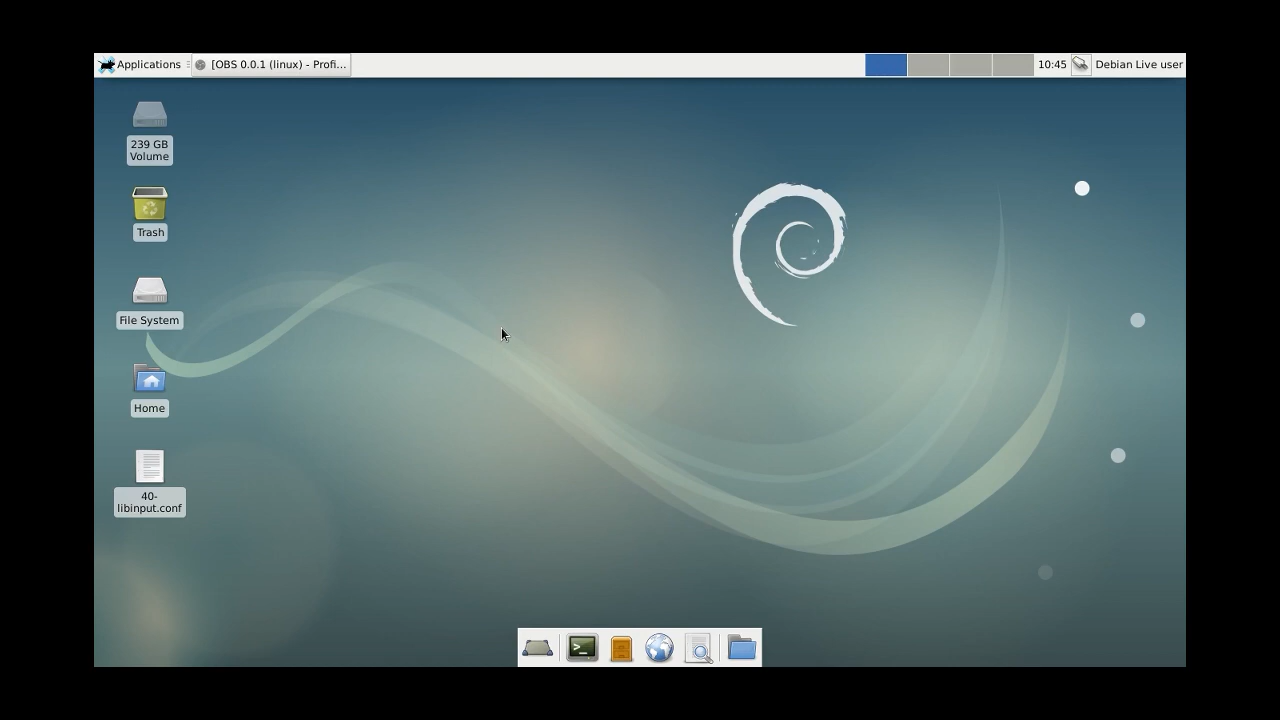 Applications
[OBS 0.0.1 (linux) - Profi...
10:45
Debian Live user
239 GB
Volume
Trash
File System
Home
40-
libinput.conf
>_